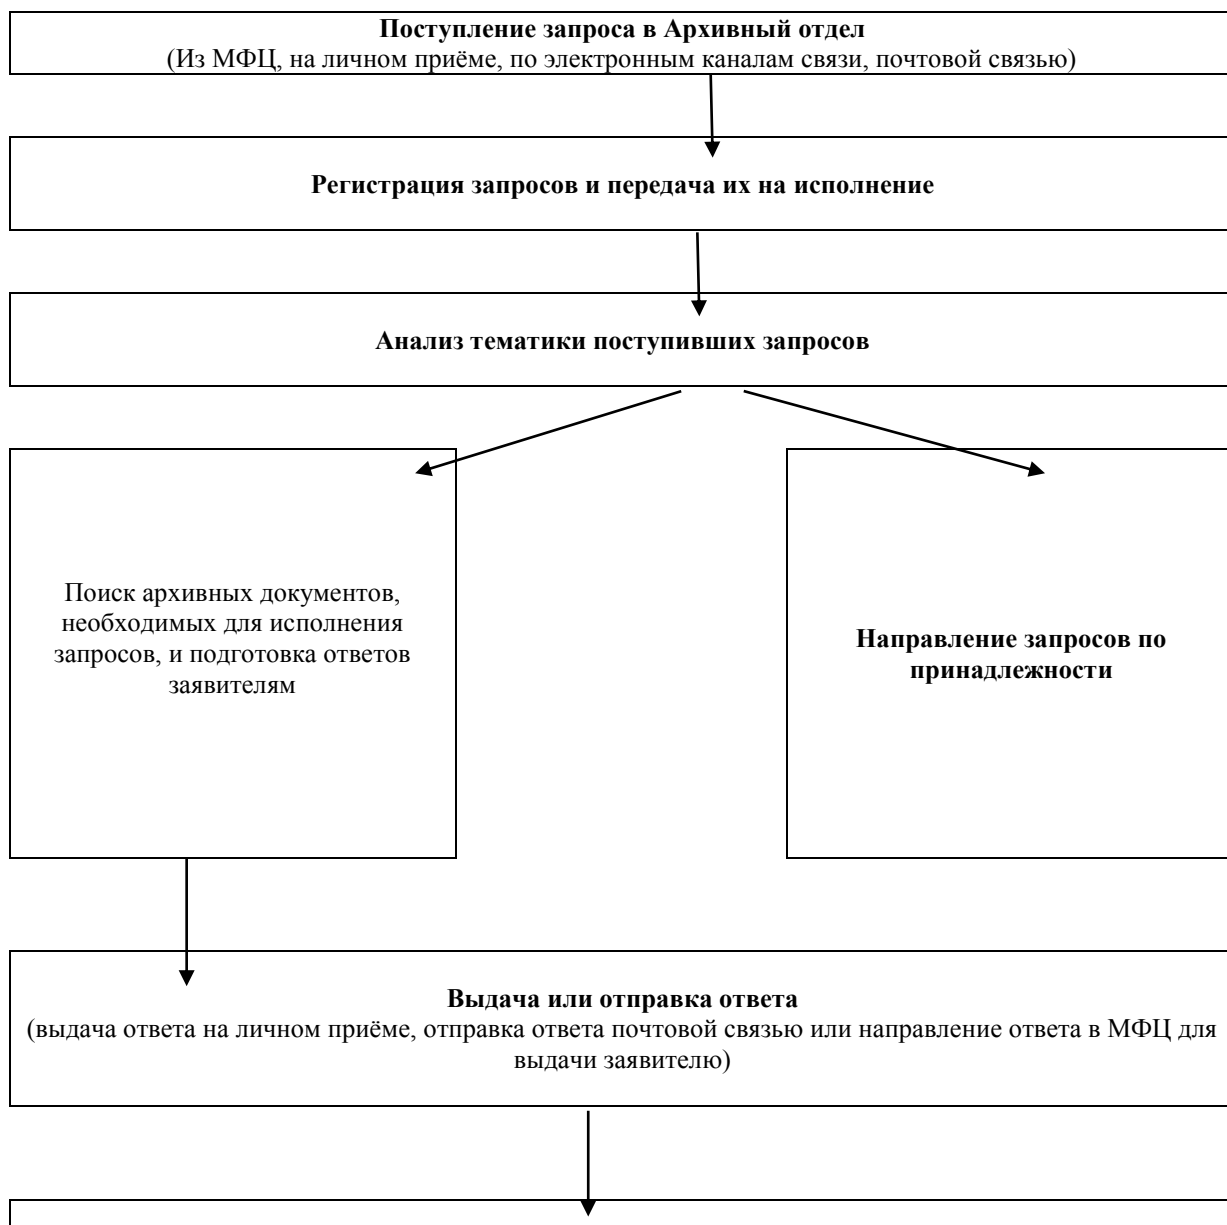 Поступление запроса в Архивный отдел
(Из МФЦ, на личном приёме, по электронным каналам связи, почтовой связью)
Регистрация запросов и передача их на исполнение
Анализ тематики поступивших запросов
Поиск архивных документов,
необходимых для исполнения
запросов, и подготовка ответов
заявителям
Направление запросов по
принадлежности
Выдача или отправка ответа
(выдача ответа на личном приёме, отправка ответа почтовой связью или направление ответа в МФЦ для
выдачи заявителю)